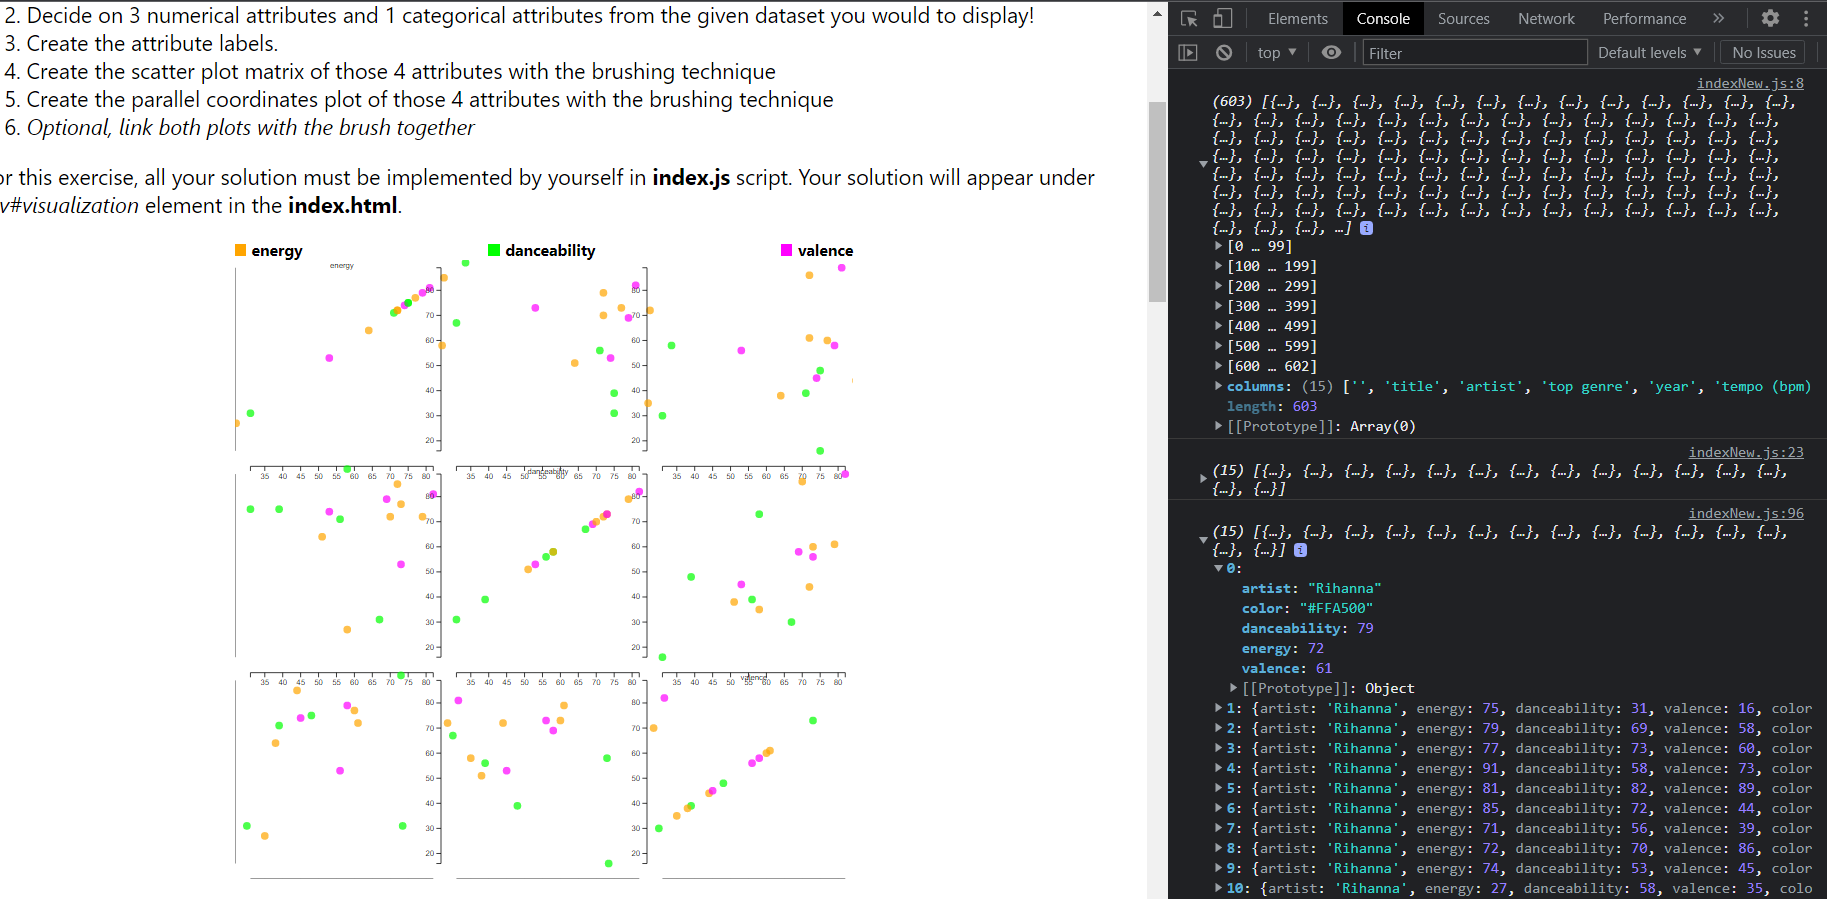 2. Decide on 3 numerical attributes and 1 categorical attributes from the given dataset you would to display!
3. Create the attribute labels.
4. Create the scatter plot matrix of those 4 attributes with the brushing technique
5. Create the parallel coordinates plot of those 4 attributes with the brushing technique
6. Optional, link both plots with the brush together
or this exercise, all your solution must be implemented by yourself in index.js script. Your solution will appear under
v#visualization element in the index.html.
energy danceability valence
energy
80 80
70 70
60 60
50 50
40 40
30 30
20 20
35 40 45 50 55 60 65 70 75 80 35 40 45 50 55 60 65 70 75 80 35 40 45 50 55 60 65 70 75 80
danceability
80 80
70 70
60 60
50 50
40 40
30 30
20 20
35 40 45 50 55 60 65 70 75 80 35 40 45 50 55 60 65 70 75 80 35 40 45 50 55 60 65 70 75 80
valence
80 80
70 70
60 60
50 50
40 40
30 30
20 20
Elements Console Sources Network Performance »
top ▼ Filter Default levels ▼ No Issues
indexNew.js:8
(603) [{…}, {…}, {…}, {…}, {…}, {…}, {…}, {…}, {…}, {…}, {…}, {…}, {…},
{…}, {…}, {…}, {…}, {…}, {…}, {…}, {…}, {…}, {…}, {…}, {…}, {…}, {…},
{…}, {…}, {…}, {…}, {…}, {…}, {…}, {…}, {…}, {…}, {…}, {…}, {…}, {…},
{…}, {…}, {…}, {…}, {…}, {…}, {…}, {…}, {…}, {…}, {…}, {…}, {…}, {…},
{…}, {…}, {…}, {…}, {…}, {…}, {…}, {…}, {…}, {…}, {…}, {…}, {…}, {…},
{…}, {…}, {…}, {…}, {…}, {…}, {…}, {…}, {…}, {…}, {…}, {…}, {…}, {…},
{…}, {…}, {…}, {…}, {…}, {…}, {…}, {…}, {…}, {…}, {…}, {…}, {…}, {…},
{…}, {…}, {…}, …] i
[0 … 99]
[100 … 199]
[200 … 299]
[300 … 399]
[400 … 499]
[500 … 599]
[600 … 602]
columns: (15) ['', 'title', 'artist', 'top genre', 'year', 'tempo (bpm)
length: 603
[[Prototype]]: Array(0)
indexNew.js:23
(15) [{…}, {…}, {…}, {…}, {…}, {…}, {…}, {…}, {…}, {…}, {…}, {…}, {…},
{…}, {…}]
indexNew.js:96
(15) [{…}, {…}, {…}, {…}, {…}, {…}, {…}, {…}, {…}, {…}, {…}, {…}, {…},
{…}, {…}] i
0:
artist: "Rihanna"
color: "#FFA500"
danceability: 79
energy: 72
valence: 61
[[Prototype]]: Object
1: {artist: 'Rihanna', energy: 75, danceability: 31, valence: 16, color
2: {artist: 'Rihanna', energy: 79, danceability: 69, valence: 58, color
3: {artist: 'Rihanna', energy: 77, danceability: 73, valence: 60, color
4: {artist: 'Rihanna', energy: 91, danceability: 58, valence: 73, color
5: {artist: 'Rihanna', energy: 81, danceability: 82, valence: 89, color
6: {artist: 'Rihanna', energy: 85, danceability: 72, valence: 44, color
7: {artist: 'Rihanna', energy: 71, danceability: 56, valence: 39, color
8: {artist: 'Rihanna', energy: 72, danceability: 70, valence: 86, color
9: {artist: 'Rihanna', energy: 74, danceability: 53, valence: 45, color
10: {artist: 'Rihanna', energy: 27, danceability: 58, valence: 35, colo